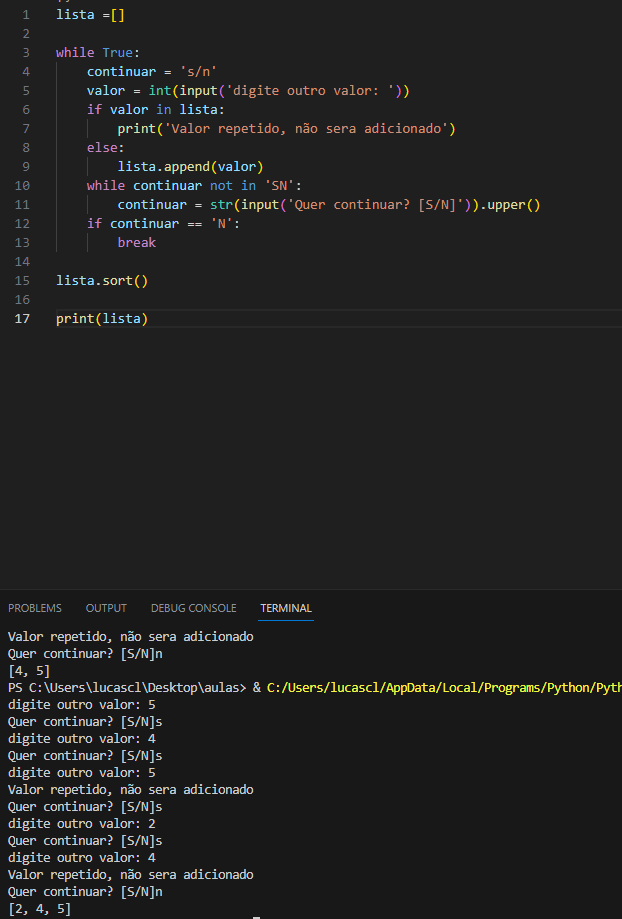 1 lista =[]
2
3 while True:
4 continuar = 's/n'
5 valor = int(input('digite outro valor: '))
6 if valor in lista:
7 print('Valor repetido, não sera adicionado')
8 else:
9 lista.append(valor)
10 while continuar not in 'SN':
11 continuar = str(input('Quer continuar? [S/N]')).upper()
12 if continuar == 'N':
13 break
14
15 lista.sort()
16
17 print(lista)
PROBLEMS OUTPUT DEBUG CONSOLE TERMINAL
Valor repetido, não sera adicionado
Quer continuar? [S/N]n
[4, 5]
PS C:\Users\lucascl\Desktop\aulas> & C:/Users/lucascl/AppData/Local/Programs/Python/Pyth
digite outro valor: 5
Quer continuar? [S/N]s
digite outro valor: 4
Quer continuar? [S/N]s
digite outro valor: 5
Valor repetido, não sera adicionado
Quer continuar? [S/N]s
digite outro valor: 2
Quer continuar? [S/N]s
digite outro valor: 4
Valor repetido, não sera adicionado
Quer continuar? [S/N]n
[2, 4, 5]